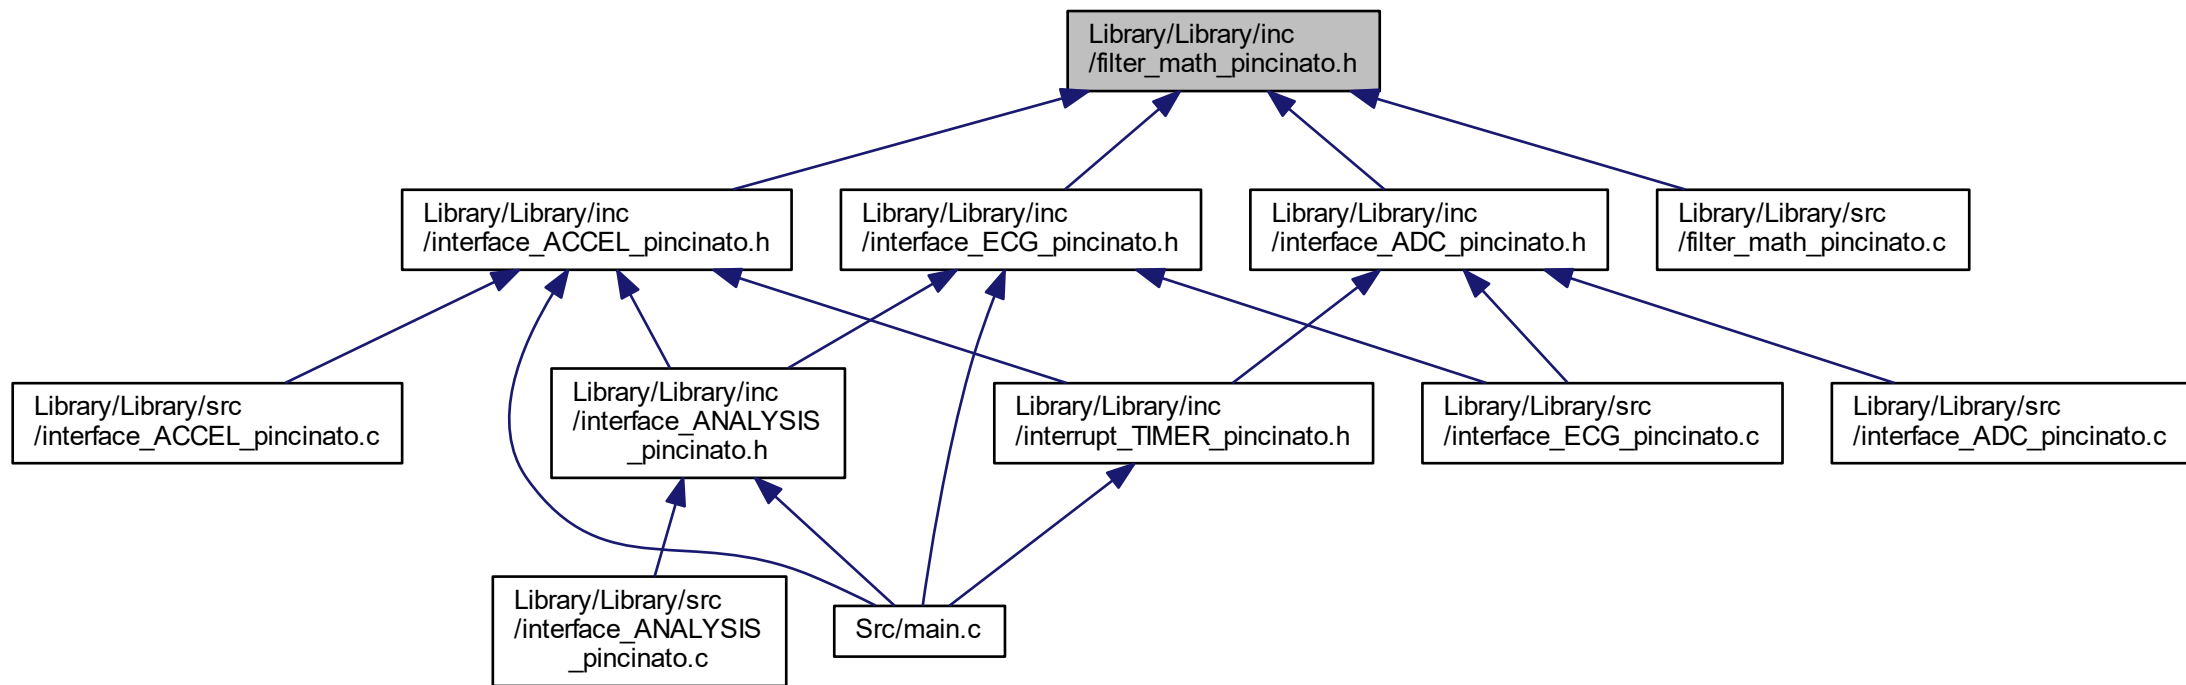 Library/Library/inc
/filter_math_pincinato.h
Library/Library/inc
/interface_ACCEL_pincinato.h
Library/Library/inc
/interface_ECG_pincinato.h
Library/Library/inc
/interface_ADC_pincinato.h
Library/Library/src
/filter_math_pincinato.c
Library/Library/src
/interface_ACCEL_pincinato.c
Library/Library/inc
/interface_ANALYSIS
_pincinato.h
Library/Library/inc
/interrupt_TIMER_pincinato.h
Library/Library/src
/interface_ECG_pincinato.c
Library/Library/src
/interface_ADC_pincinato.c
Library/Library/src
/interface_ANALYSIS
_pincinato.c
Src/main.c